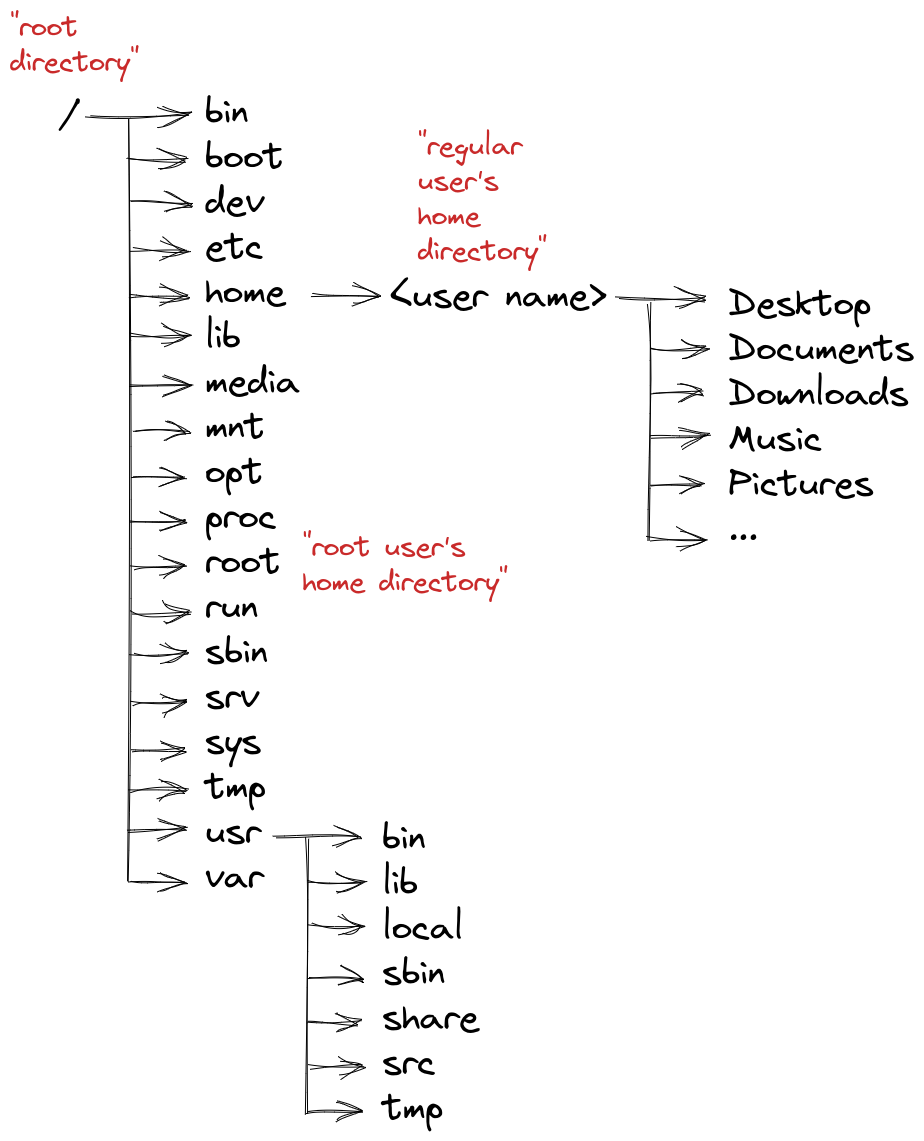 "root
directory"
/
bin
boot
dev
etc
home
lib
media
mnt
opt
proc
root
run
sbin
srv
sys
tmp
usr
var
"regular
user's
home
directory"
<user name>
Desktop
Documents
Downloads
Music
Pictures
...
"root user's
home directory"
bin
lib
local
sbin
share
src
tmp